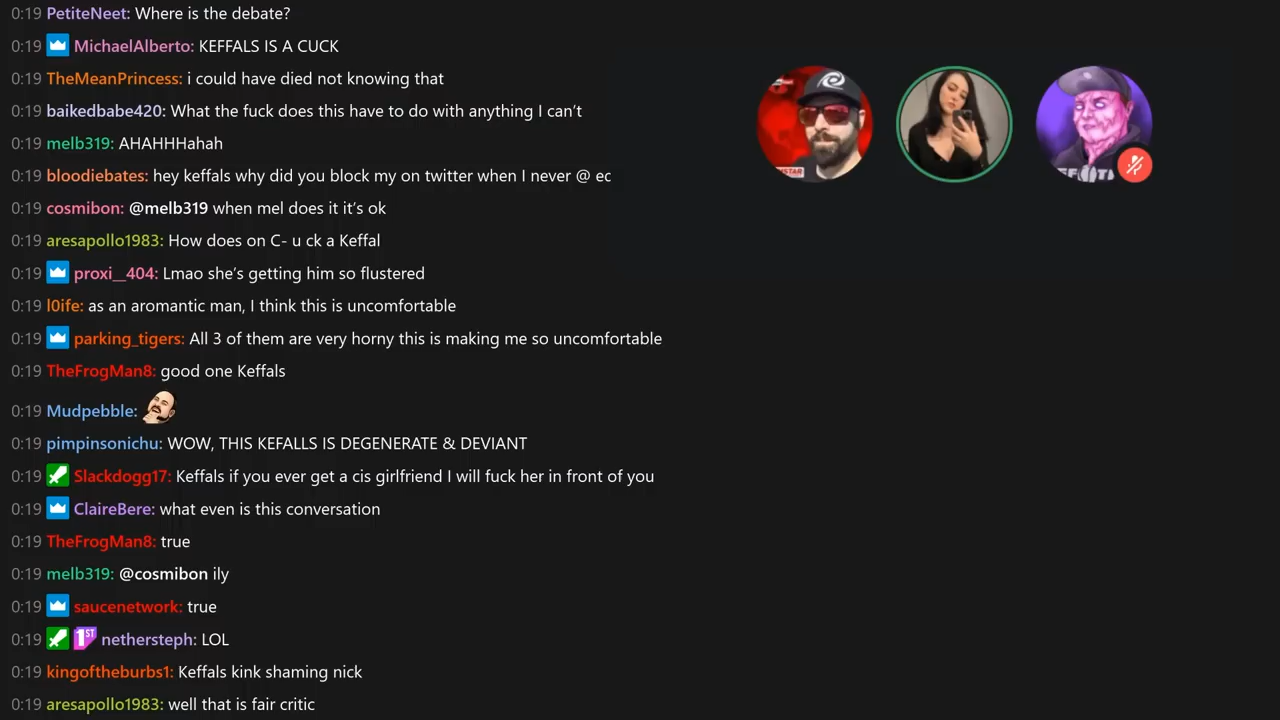 0:19 PetiteNeet: Where is the debate?
0:19 MichaelAlberto: KEFFALS IS A CUCK
0:19 TheMeanPrincess: i could have died not knowing that
0:19 baikedbabe420: What the fuck does this have to do with anything I can't
0:19 melb319: AHAHHHahah
0:19 bloodiebates: hey keffals why did you block my on twitter when I never @ ec
0:19 cosmibon: @melb319 when mel does it it's ok
0:19 aresapollo1983: How does on C- u ck a Keffal
0:19 proxi__404: Lmao she's getting him so flustered
0:19 l0ife: as an aromantic man, I think this is uncomfortable
0:19 parking_tigers: All 3 of them are very horny this is making me so uncomfortable
0:19 TheFrogMan8: good one Keffals
0:19 Mudpebble:
0:19 pimpinsonichu: WOW, THIS KEFALLS IS DEGENERATE & DEVIANT
0:19 Slackdogg17: Keffals if you ever get a cis girlfriend I will fuck her in front of you
0:19 ClaireBere: what even is this conversation
0:19 TheFrogMan8: true
0:19 melb319: @cosmibon ily
0:19 saucenetwork: true
0:19 1ST nethersteph: LOL
0:19 kingoftheburbs1: Keffals kink shaming nick
0:19 aresapollo1983: well that is fair critic